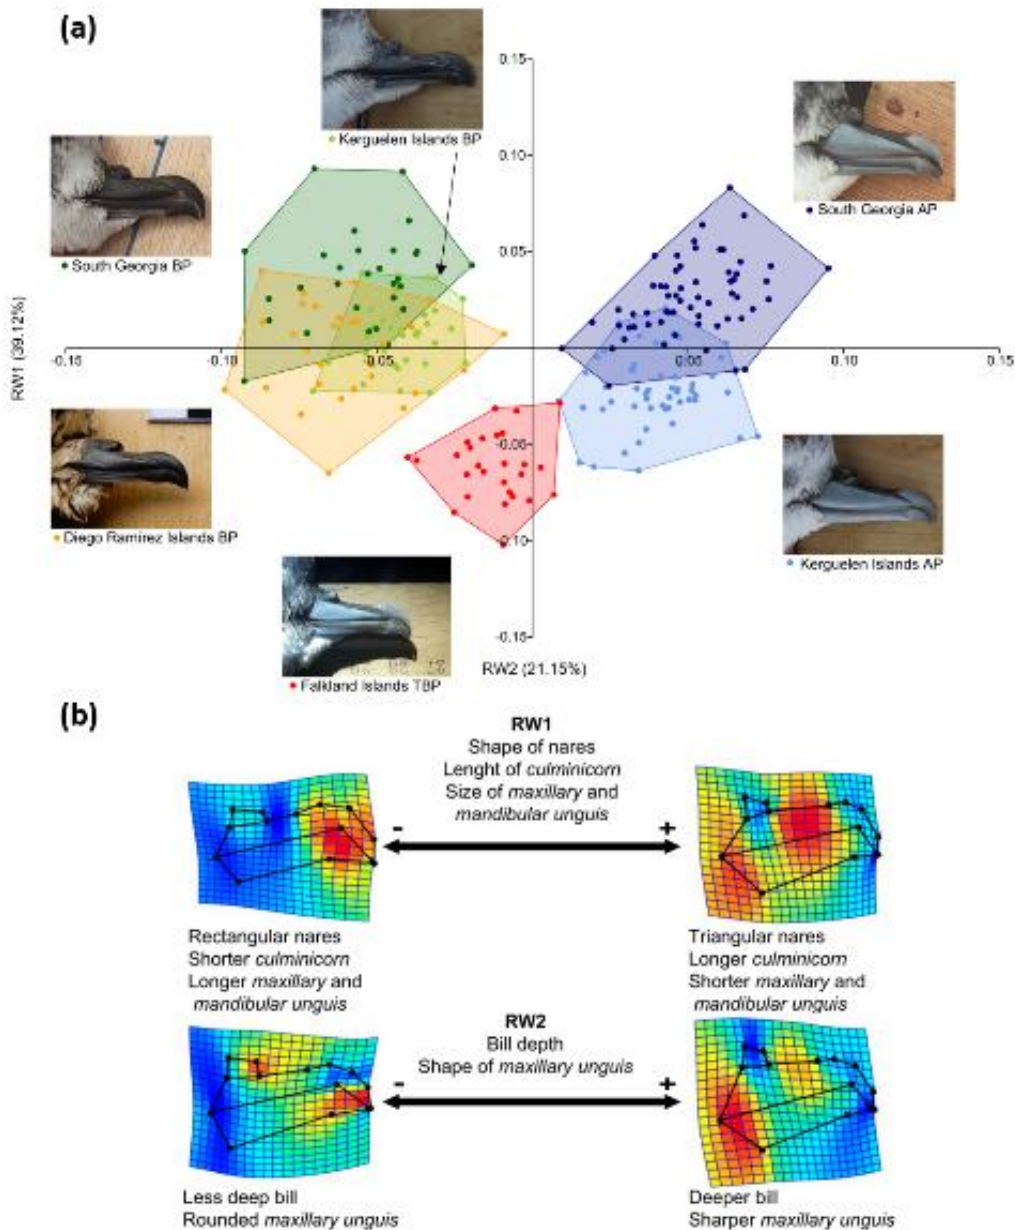 (a)
0.15
Kerguelen Islands BP
0.10
South Georgia AP
South Georgia BP
0.05
RW1 (39.12%)
-0.15
-0.10
-0.05
0.05
0.10
0.15
-0.05
Diego Ramirez Islands BP
-0.10
Kerguelen Islands AP
-0.15
RW2 (21.15%)
Falkland Islands TBP
(b)
RW1
Shape of nares
Lenght of culminicorn
Size of maxillary and
mandibular unguis
-
+
Rectangular nares
Shorter culminicorn
Longer maxillary and
mandibular unguis
Triangular nares
Longer culminicorn
Shorter maxillary and
mandibular unguis
RW2
Bill depth
Shape of maxillary unguis
-
+
Less deep bill
Rounded maxillary unguis
Deeper bill
Sharper maxillary unguis